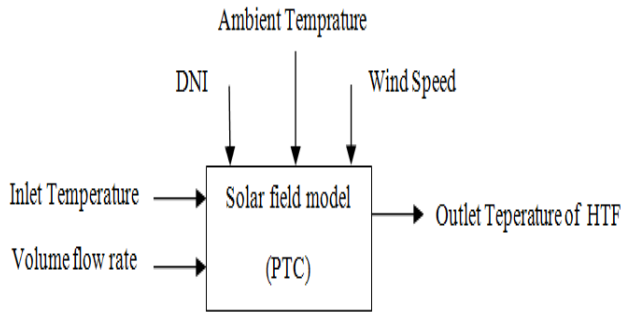 Ambient Temprature
DNI
Wind Speed
Inlet Temperature
Solar field model
Outlet Teperature of HTF
Volume flow rate
(PTC)